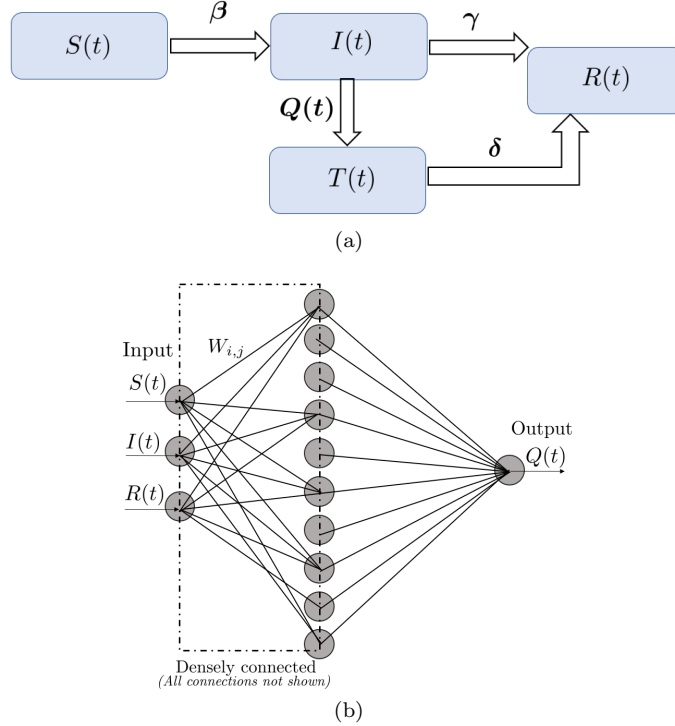 S(t)
β
I(t)
γ
R(t)
Q(t)
T(t)
δ
(a)
Input
W_{i,j}
S(t)
I(t)
R(t)
Output
Q(t)
Densely connected
(All connections not shown)
(b)